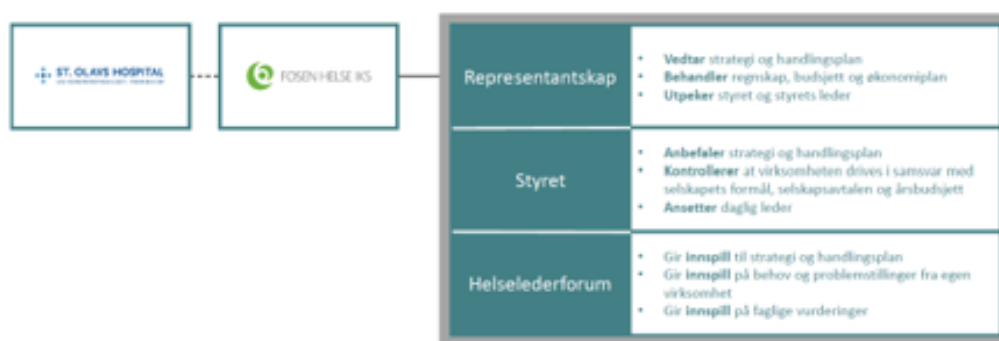 ST. OLAVS HOSPITAL
FOSEN HELSE IKS
Representantskap
• Vedtar strategi og handlingsplan
• Behandler regnskap, budsjett og økonomiplan
• Utpeker styret og styrets leder
Styret
• Anbefaler strategi og handlingsplan
• Kontrollerer at virksomheten drives i samsvar med
selskapets formål, selskapsavtalen og årsbudsjett
• Ansetter daglig leder
Helselederforum
• Gir innspill til strategi og handlingsplan
• Gir innspill på behov og problemstillinger fra egen
virksomhet
• Gir innspill på faglige vurderinger